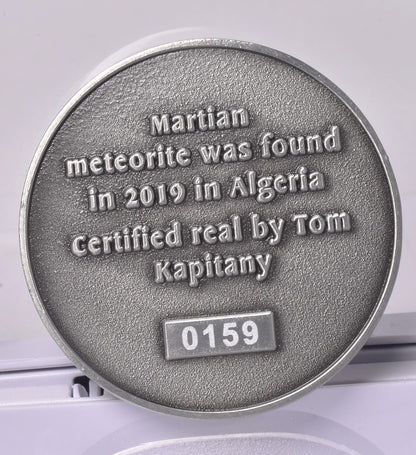 Martian
meteorite was found
in 2019 in Algeria
Certified real by Tom
Kapitany
0159